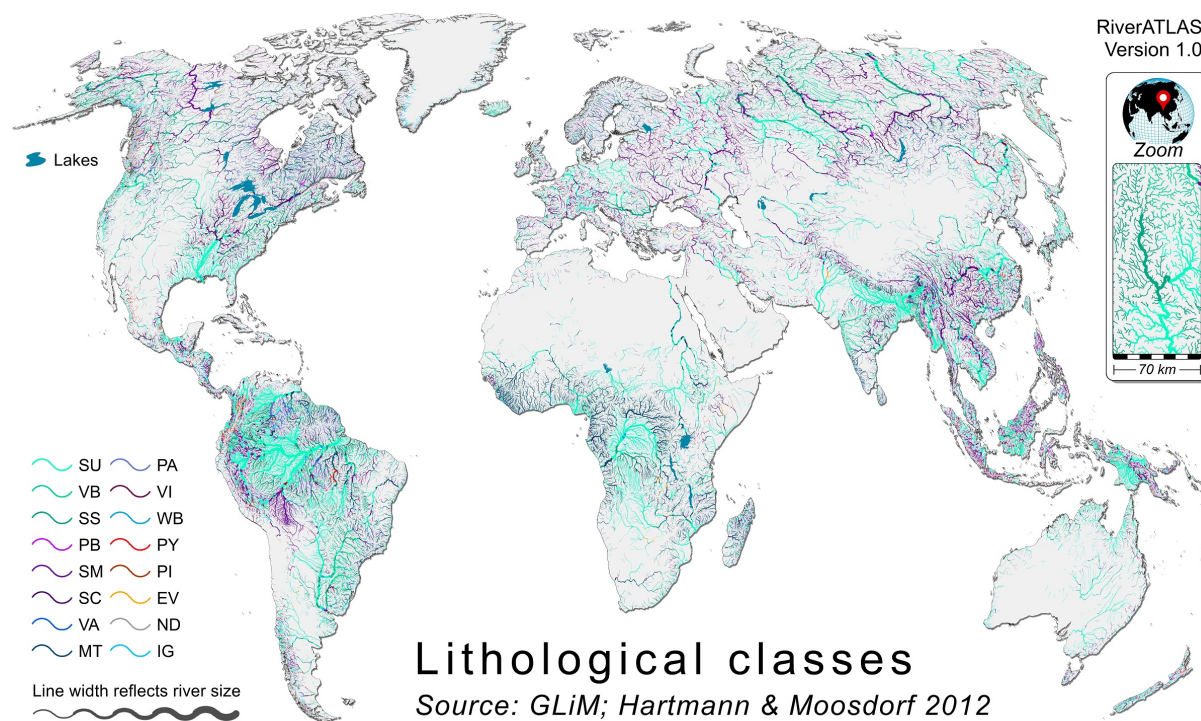 RiverATLAS
Version 1.0
Zoom
Lakes
70 km
SU PA
VB VI
SS WB
PB PY
SM PI
SC EV
VA ND
MT IG
Line width reflects river size
Lithological classes
Source: GLiM; Hartmann & Moosdorf 2012